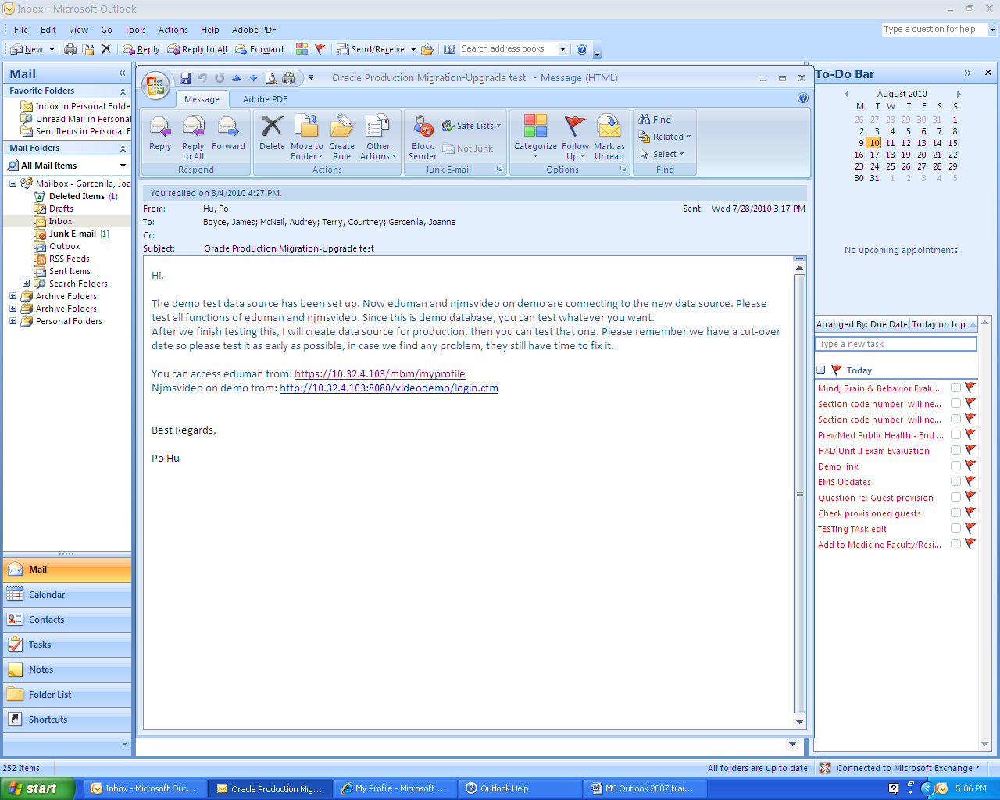 Inbox - Microsoft Outlook
File Edit View Go Tools Actions Help Adobe PDF
Type a question for help
New Reply Reply to All Forward Send/Receive Search address books
Mail «
Favorite Folders
Inbox in Personal Folde
Unread Mail in Personal
Sent Items in Personal F
Mail Folders
All Mail Items
Mailbox - Garcenila, Joa
Deleted Items (1)
Drafts
Inbox
Junk E-mail [1]
Outbox
RSS Feeds
Sent Items
Search Folders
Archive Folders
Archive Folders
Personal Folders
Mail
Calendar
Contacts
Tasks
Notes
Folder List
Shortcuts
Oracle Production Migration-Upgrade test - Message (HTML)
Message Adobe PDF
Reply
Reply to All
Forward
Respond
Delete
Move to Folder
Create Rule
Other Actions
Actions
Block Sender
Safe Lists
Not Junk
Junk E-mail
Categorize
Follow Up
Mark as Unread
Options
Find
Related
Select
Find
You replied on 8/4/2010 4:27 PM.
From: Hu, Po Sent: Wed 7/28/2010 3:17 PM
To: Boyce, James; McNeil, Audrey; Terry, Courtney; Garcenila, Joanne
Cc:
Subject: Oracle Production Migration-Upgrade test
Hi,
The demo test data source has been set up. Now eduman and njmsvideo on demo are connecting to the new data source. Please
test all functions of eduman and njmsvideo. Since this is demo database, you can test whatever you want.
After we finish testing this, I will create data source for production, then you can test that one. Please remember we have a cut-over
date so please test it as early as possible, in case we find any problem, they still have time to fix it.
You can access eduman from: https://10.32.4.103/mbm/myprofile
Njmsvideo on demo from: http://10.32.4.103:8080/videodemo/login.cfm
Best Regards,
Po Hu
To-Do Bar »
August 2010
M T W T F S S
26 27 28 29 30 31 1
2 3 4 5 6 7 8
9 10 11 12 13 14 15
16 17 18 19 20 21 22
23 24 25 26 27 28 29
30 31 1 2 3 4 5
No upcoming appointments.
Arranged By: Due Date Today on top
Type a new task
Today
Mind, Brain & Behavior Evalu...
Section code number will ne...
Section code number will ne...
Prev/Med Public Health - End ...
HAD Unit II Exam Evaluation
Demo link
EMS Updates
Question re: Guest provision
Check provisioned guests
TESTing TAsk edit
Add to Medicine Faculty/Resi...
252 Items All folders are up to date. Connected to Microsoft Exchange
start Inbox - Microsoft Out... Oracle Production Mig... My Profile - Microsoft ... Outlook Help MS Outlook 2007 trai... 5:06 PM